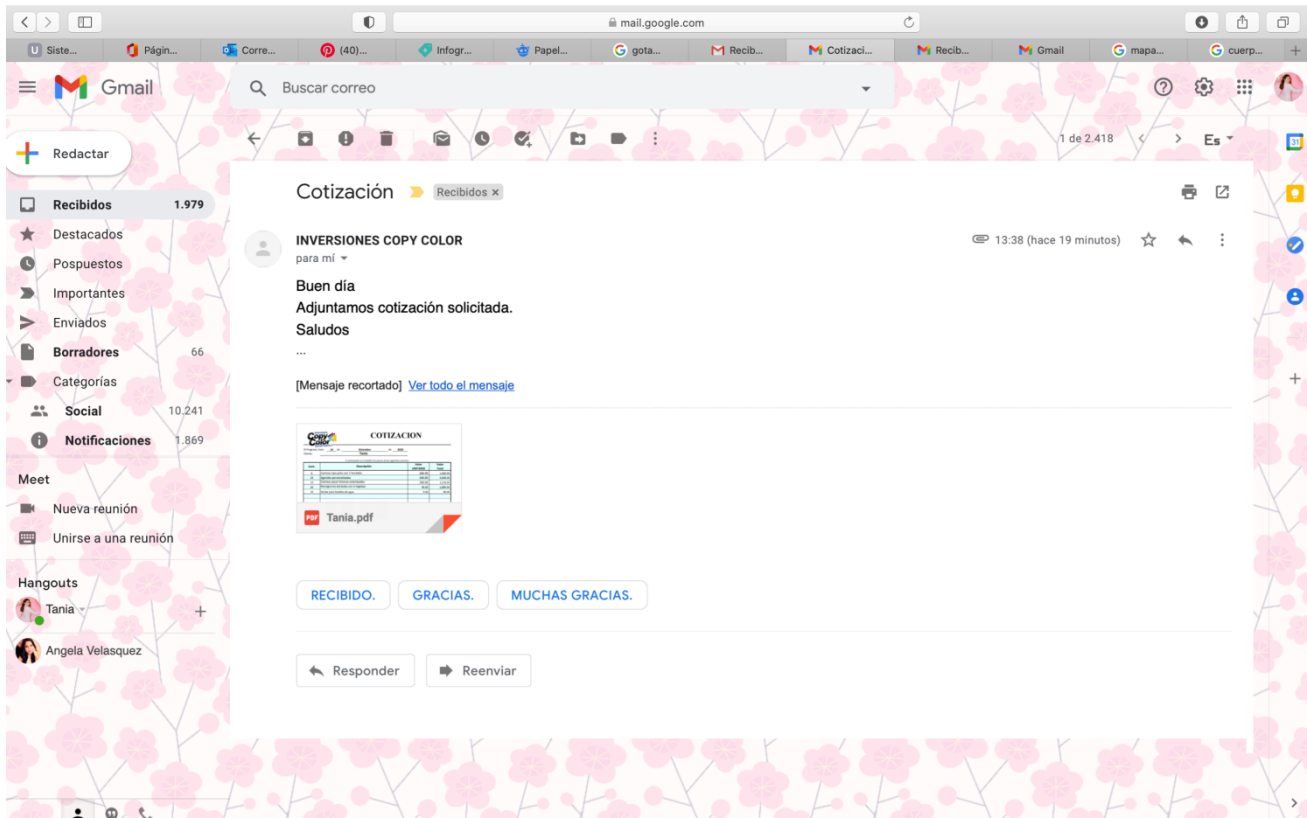 mail.google.com
U Siste...
Págin...
Corre...
(40)...
Infogr...
Papel...
gota...
Recib...
Cotizaci...
Recib...
Gmail
mapa...
cuerp...
Gmail
Buscar correo
Redactar
1 de 2.418
Es
31
Recibidos 1.979
Destacados
Pospuestos
Importantes
Enviados
Borradores 66
Categorías
Social 10.241
Notificaciones 1.869
Meet
Nueva reunión
Unirse a una reunión
Hangouts
Tania
Angela Velasquez
Cotización
Recibidos ×
INVERSIONES COPY COLOR
13:38 (hace 19 minutos)
para mí
Buen día
Adjuntamos cotización solicitada.
Saludos
...
[Mensaje recortado] Ver todo el mensaje
Copy Color
COTIZACION
PDF Tania.pdf
RECIBIDO.
GRACIAS.
MUCHAS GRACIAS.
Responder
Reenviar